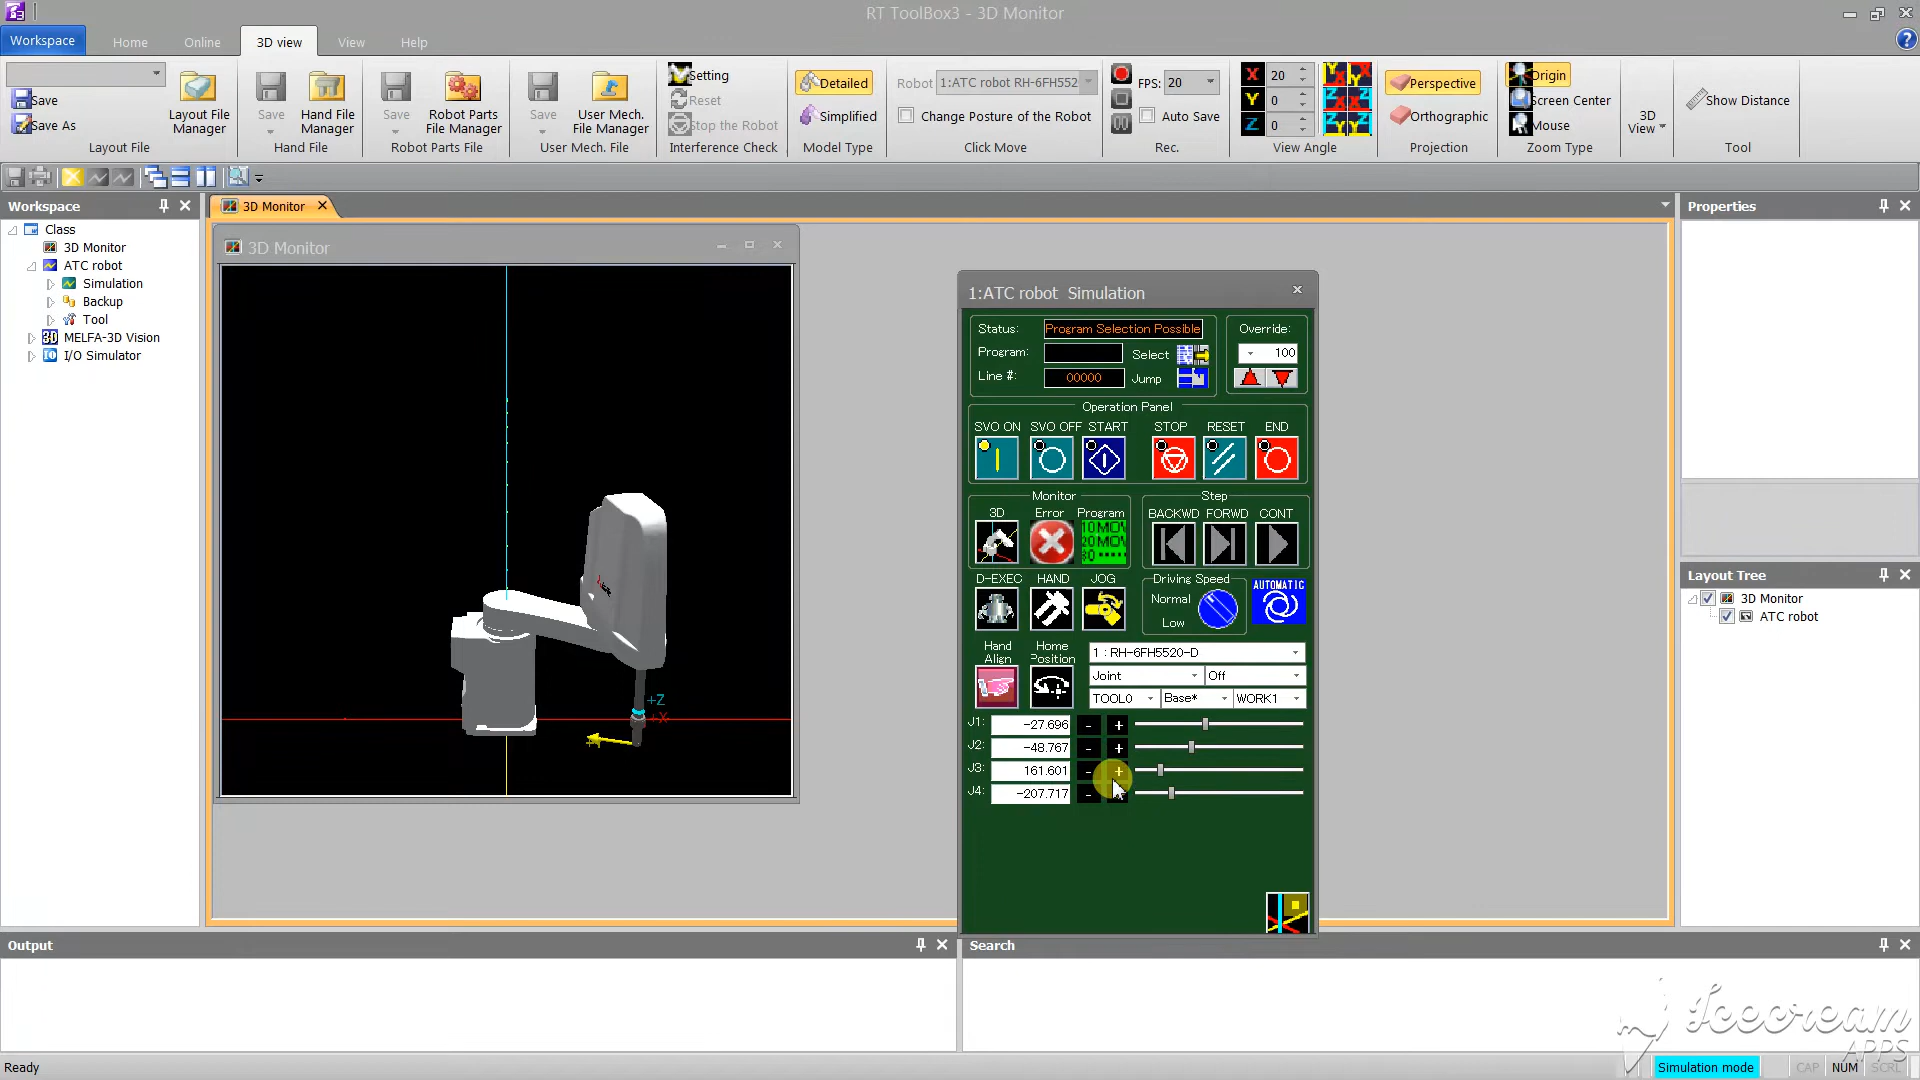 RT ToolBox3 - 3D Monitor
Workspace Home Online 3D view View Help
Save
Save As
Layout File Manager
Layout File
Save
Hand File Manager
Hand File
Save
Robot Parts File Manager
Robot Parts File
Save
User Mech. File Manager
User Mech. File
Setting
Reset
Stop the Robot
Interference Check
Detailed
Simplified
Model Type
Robot 1:ATC robot RH-6FH552
Change Posture of the Robot
Click Move
FPS: 20
Auto Save
Rec.
X 20
Y 0
Z 0
View Angle
Perspective
Orthographic
Projection
Origin
Screen Center
Mouse
Zoom Type
3D View
Show Distance
Tool
Workspace
Class
3D Monitor
ATC robot
Simulation
Backup
Tool
MELFA-3D Vision
I/O Simulator
3D Monitor
3D Monitor
+Z
+X
1:ATC robot Simulation
Status: Program Selection Possible
Program: Select
Line #: 00000 Jump
Override:
100
Operation Panel
SVO ON SVO OFF START STOP RESET END
Monitor
3D Error Program
Step
BACKWD FORWD CONT
D-EXEC HAND JOG
Driving Speed
Normal
Low
AUTOMATIC
Hand Align
Home Position
1 : RH-6FH5520-D
Joint Off
TOOL0 Base* WORK1
J1: -27.696 - +
J2: -48.767 - +
J3: 161.601 - +
J4: -207.717 -
Properties
Layout Tree
3D Monitor
ATC robot
Output
Search
Icecream
APPS
Ready
Simulation mode CAP NUM SCRL